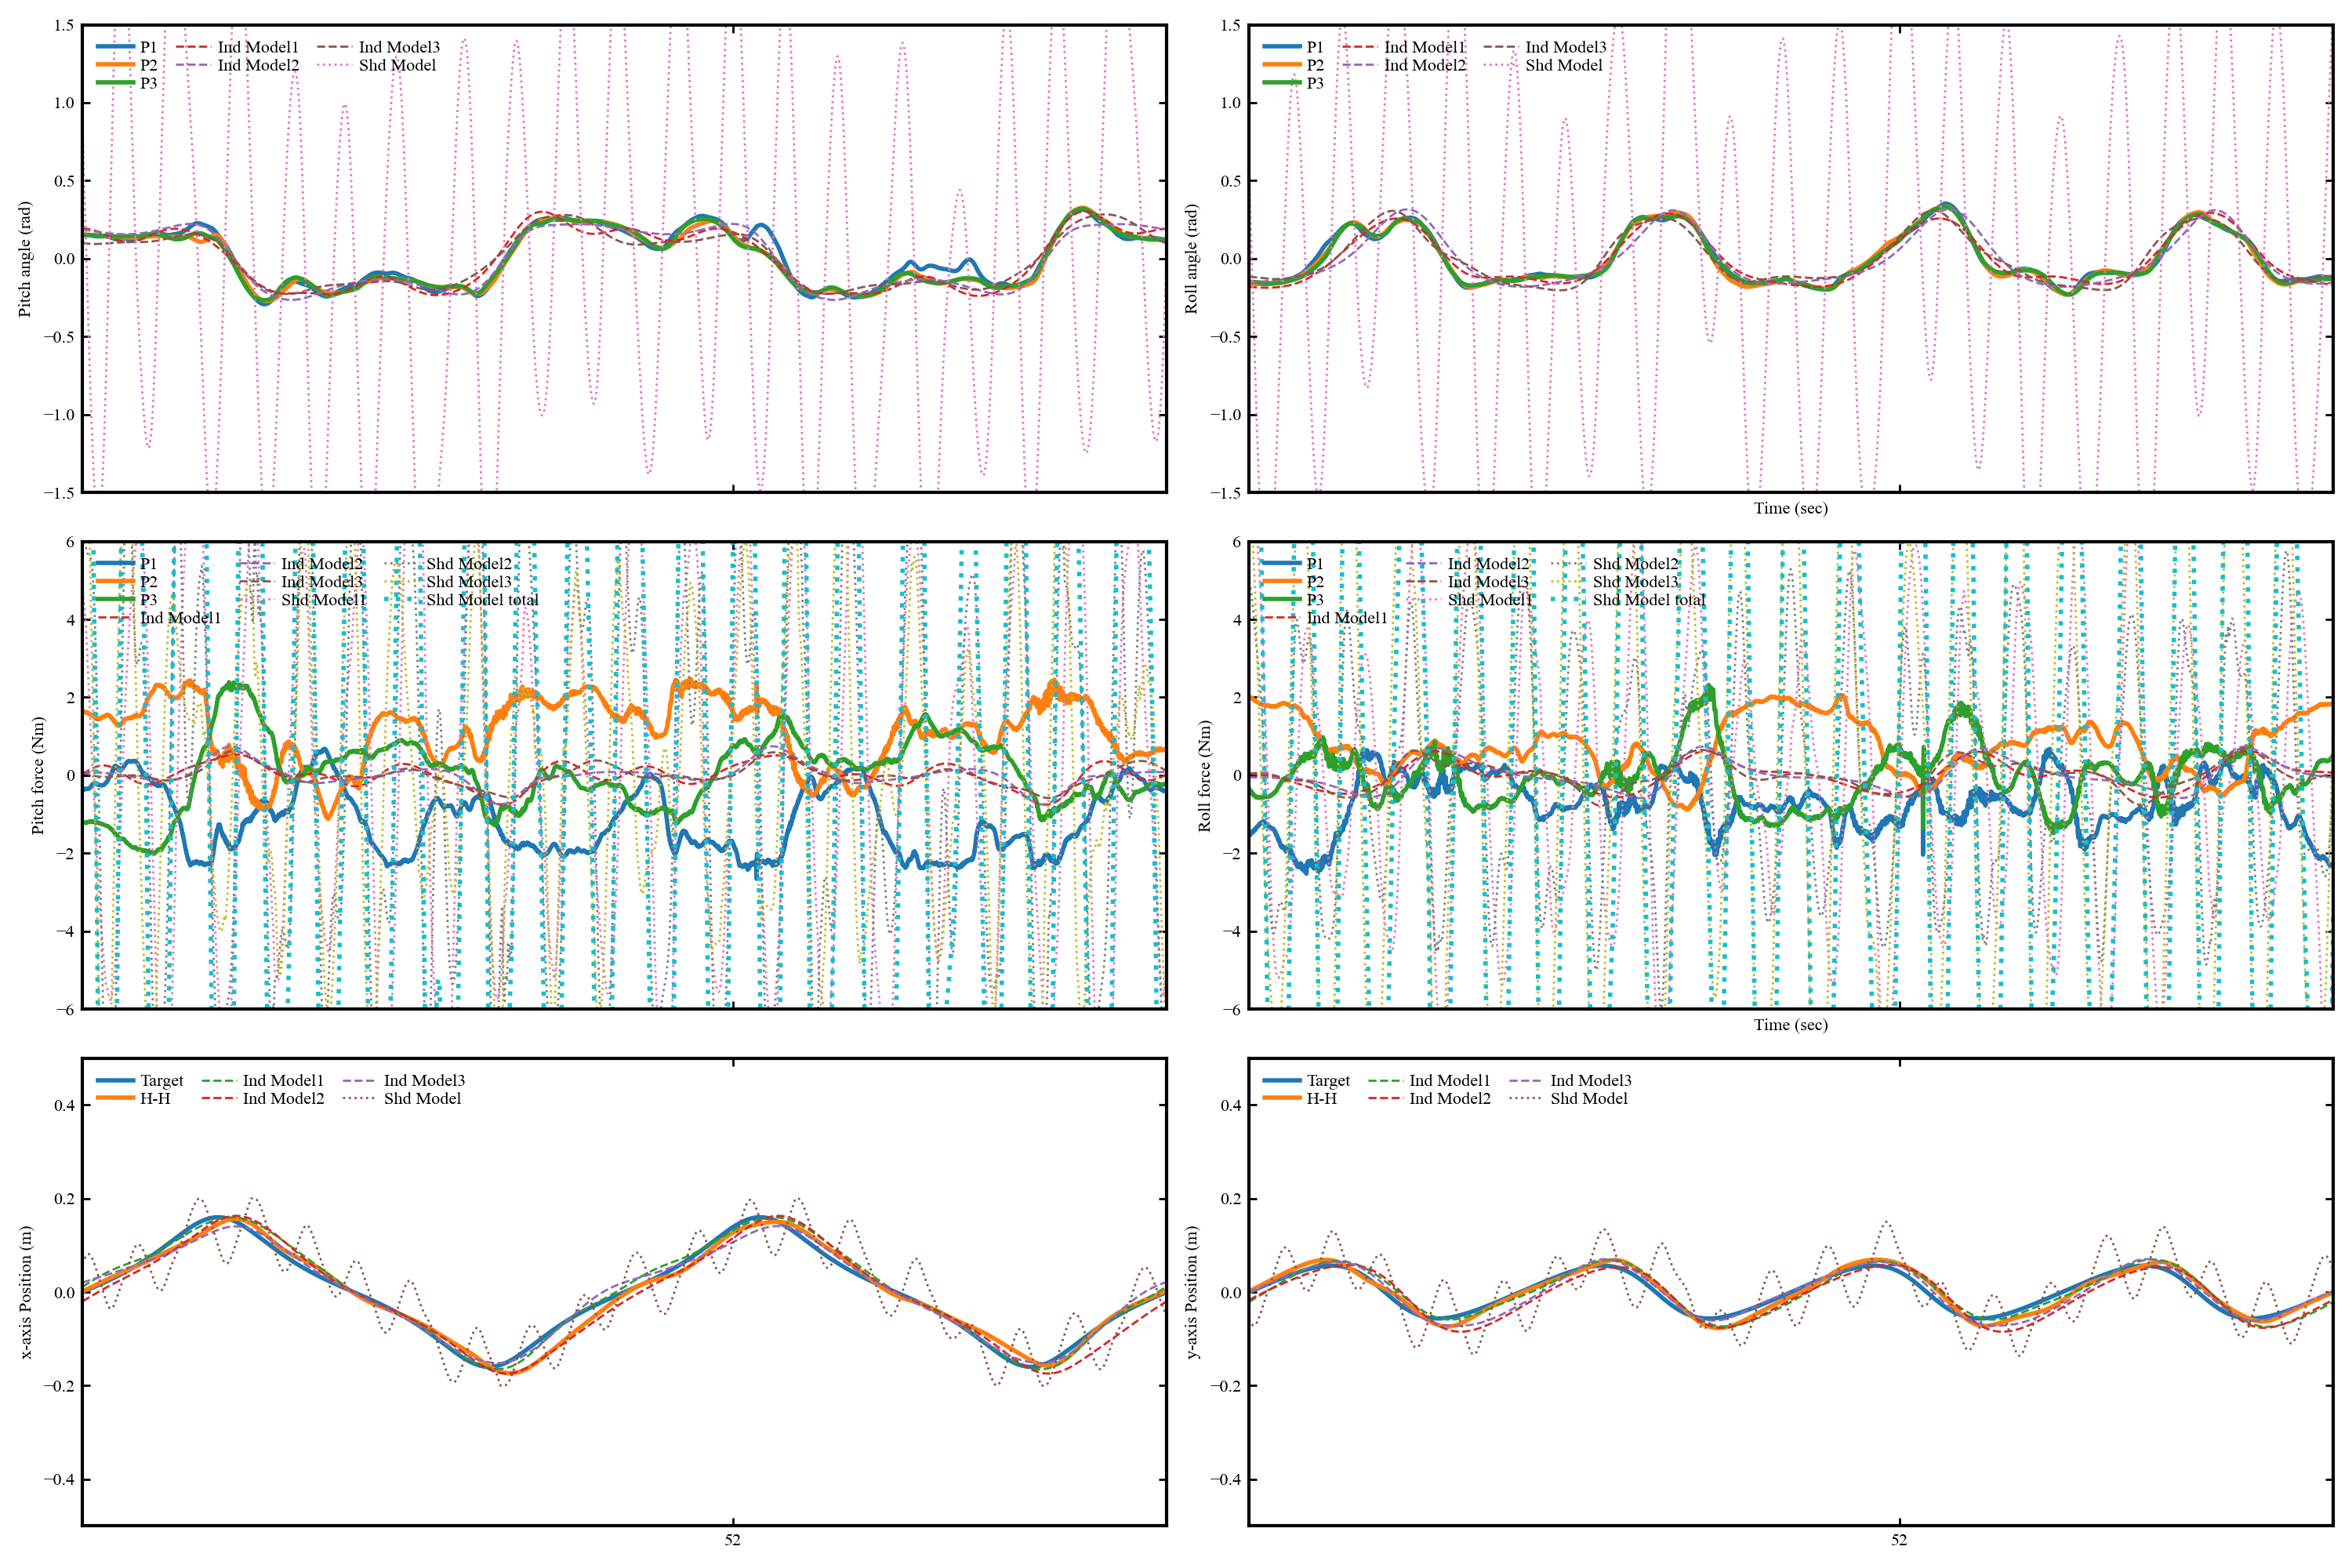 1.5
1.0
0.5
0.0
−0.5
−1.0
−1.5
Pitch angle (rad)
P1 Ind Model1 Ind Model3
P2 Ind Model2 Shd Model
P3
1.5
1.0
0.5
0.0
−0.5
−1.0
−1.5
Roll angle (rad)
P1 Ind Model1 Ind Model3
P2 Ind Model2 Shd Model
P3
Time (sec)
6
4
2
0
−2
−4
−6
Pitch force (Nm)
P1 Ind Model2 Shd Model2
P2 Ind Model3 Shd Model3
P3 Shd Model1 Shd Model total
Ind Model1
6
4
2
0
−2
−4
−6
Roll force (Nm)
P1 Ind Model2 Shd Model2
P2 Ind Model3 Shd Model3
P3 Shd Model1 Shd Model total
Ind Model1
Time (sec)
0.4
0.2
0.0
−0.2
−0.4
x-axis Position (m)
Target Ind Model1 Ind Model3
H-H Ind Model2 Shd Model
52
0.4
0.2
0.0
−0.2
−0.4
y-axis Position (m)
Target Ind Model1 Ind Model3
H-H Ind Model2 Shd Model
52